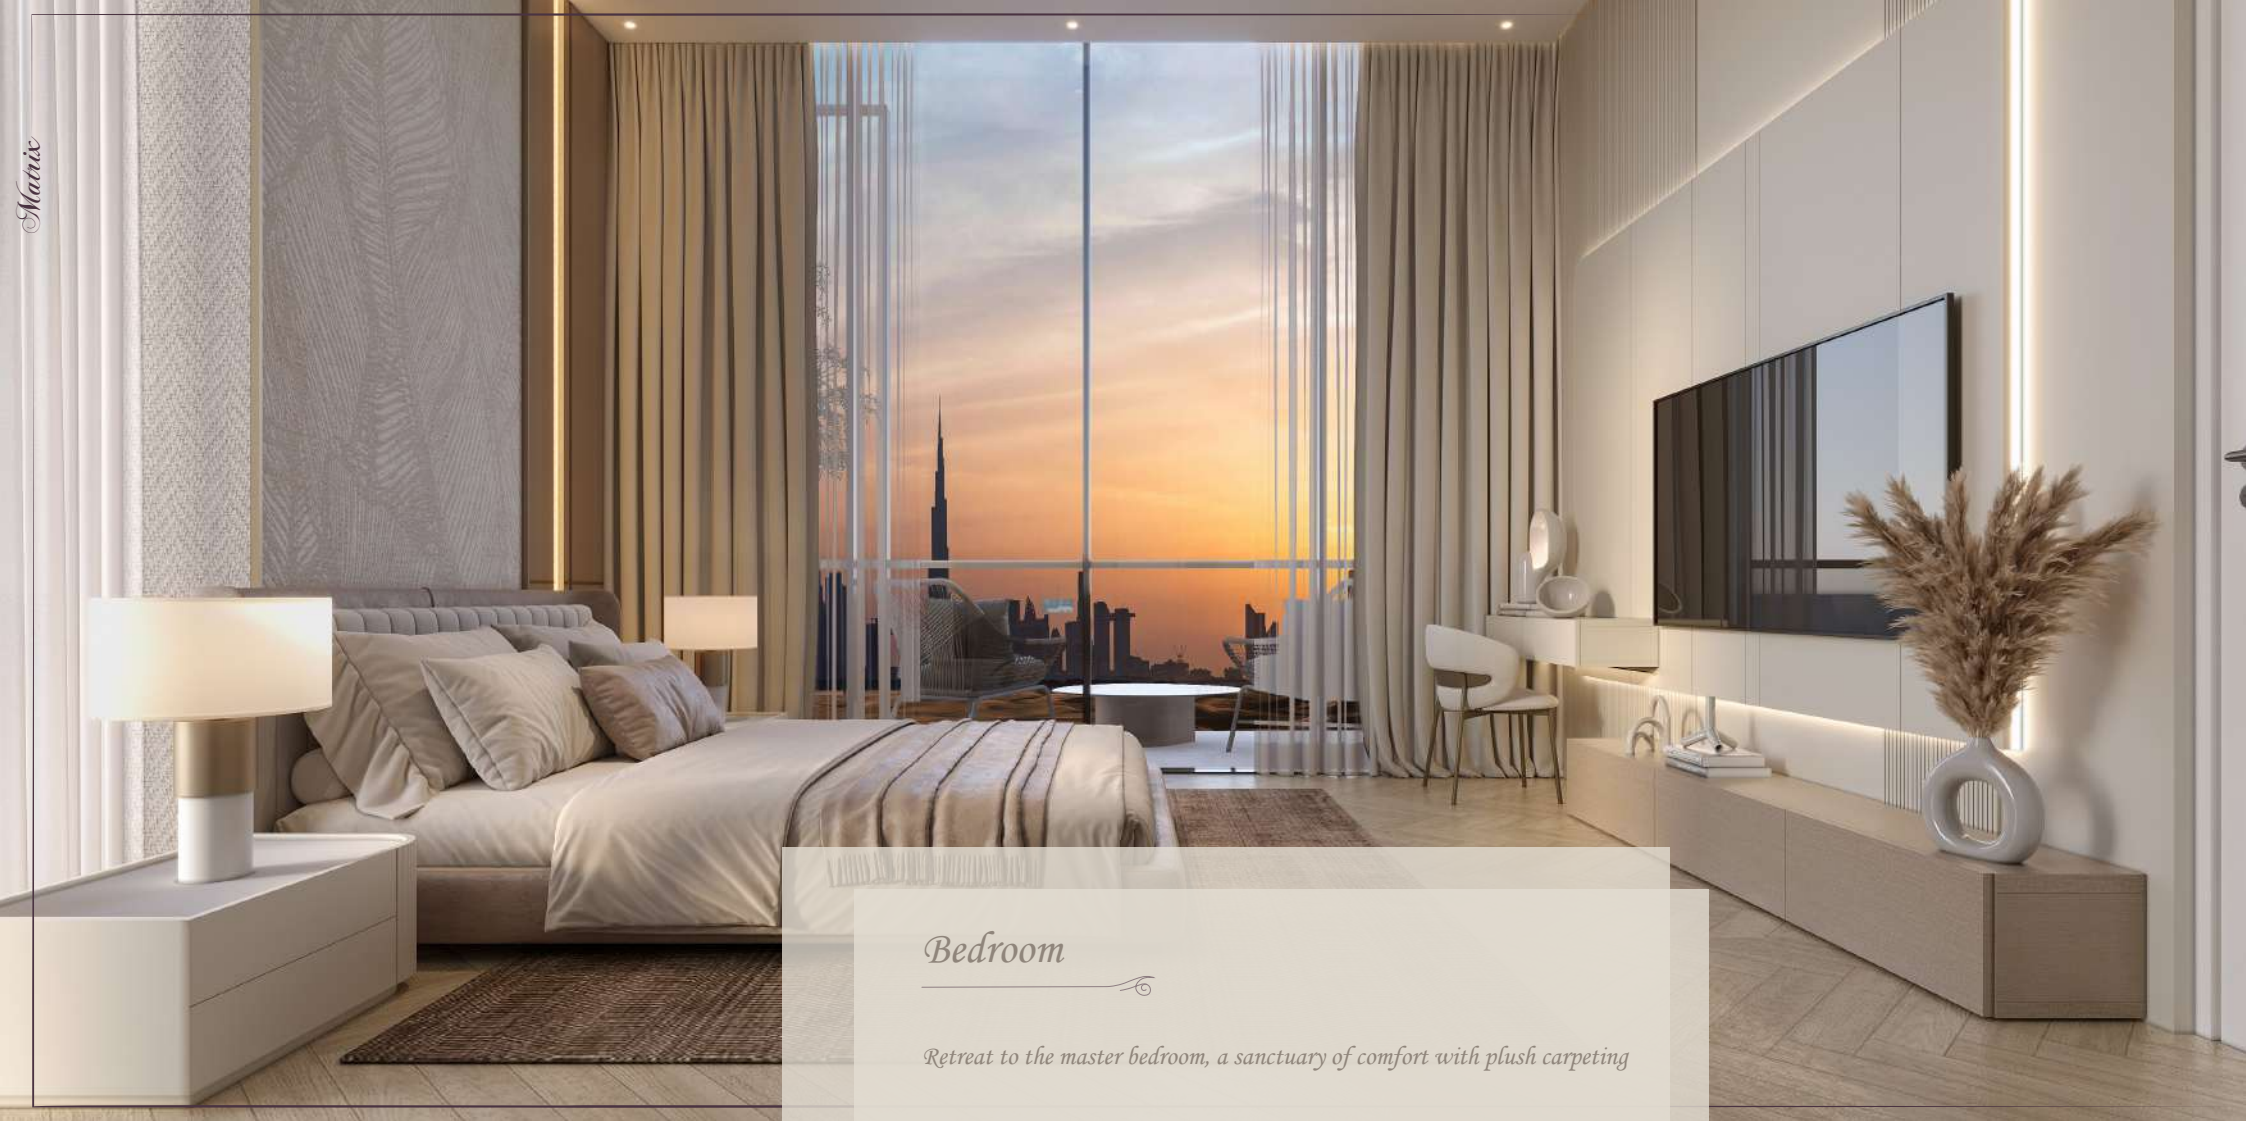 Matrix
Bedroom
Retreat to the master bedroom, a sanctuary of comfort with plush carpeting